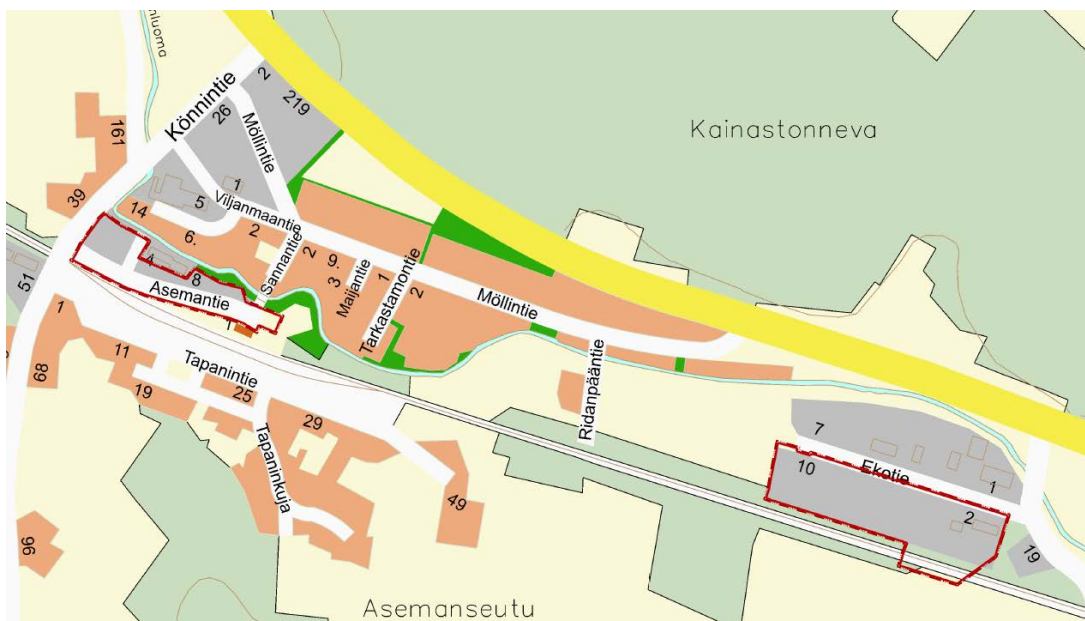 Könnintie
2
219
26
Möllintie
161
39
Kainastonneva
1
5
Viljanmaantie
14
6.
2
Sannantie
2
9.
3
Maijantie
1
Tarkastamontie
2
Möllintie
4
8
Asemantie
1
51
1
68
11
Tapanintie
19
25
29
Tapaninkuja
49
Ridanpääntie
7
10
Ekotie
1
2
19
96
Asemanseutu